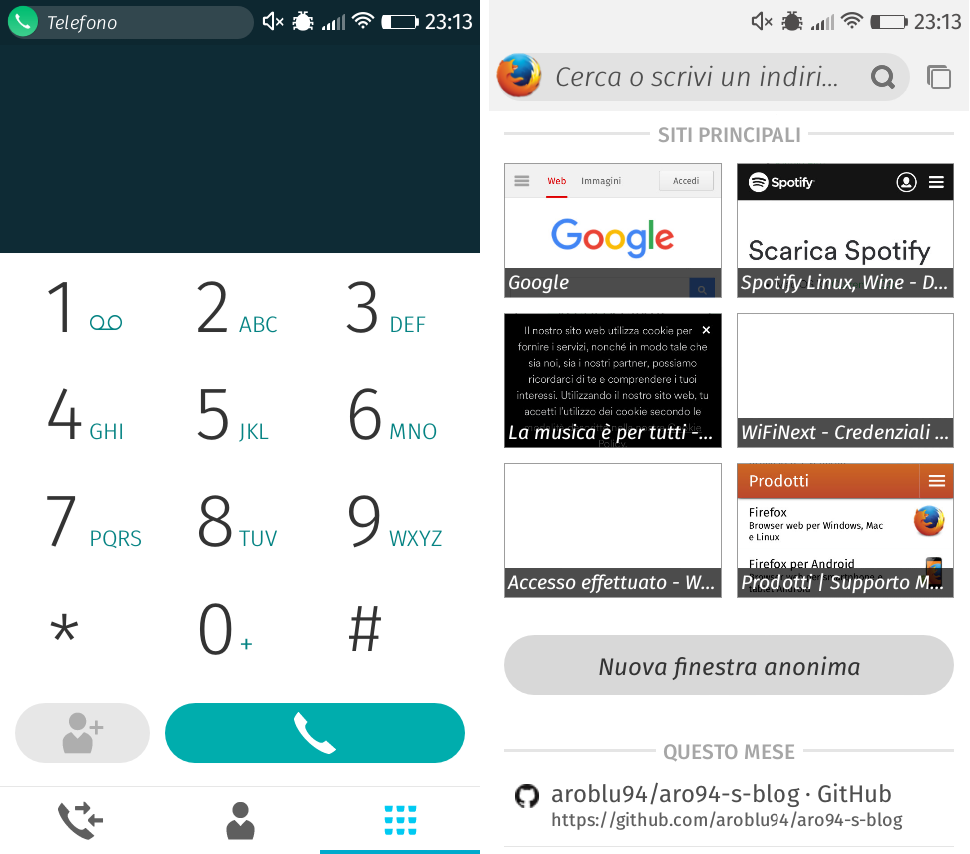 Telefono
23:13
1
2 ABC
3 DEF
4 GHI
5 JKL
6 MNO
7 PQRS
8 TUV
9 WXYZ
*
0 +
#
23:13
Cerca o scrivi un indiri...
SITI PRINCIPALI
Web Immagini Accedi
Google
Google
Spotify
Scarica Spotify
Spotify Linux, Wine - D...
Il nostro sito web utilizza cookie per
fornire i servizi, nonché in modo tale che
sia noi, sia i nostri partner, possiamo
ricordarci di te e comprendere i tuoi
interessi. Utilizzando il nostro sito web, tu
accetti l'utilizzo dei cookie secondo le
La musica è per tutti -...
WiFiNext - Credenziali ...
Accesso effettuato - W...
Prodotti
Firefox
Browser web per Windows, Mac
e Linux
Firefox per Android
Prodotti | Supporto M...
Nuova finestra anonima
QUESTO MESE
aroblu94/aro94-s-blog · GitHub
https://github.com/aroblu94/aro94-s-blog